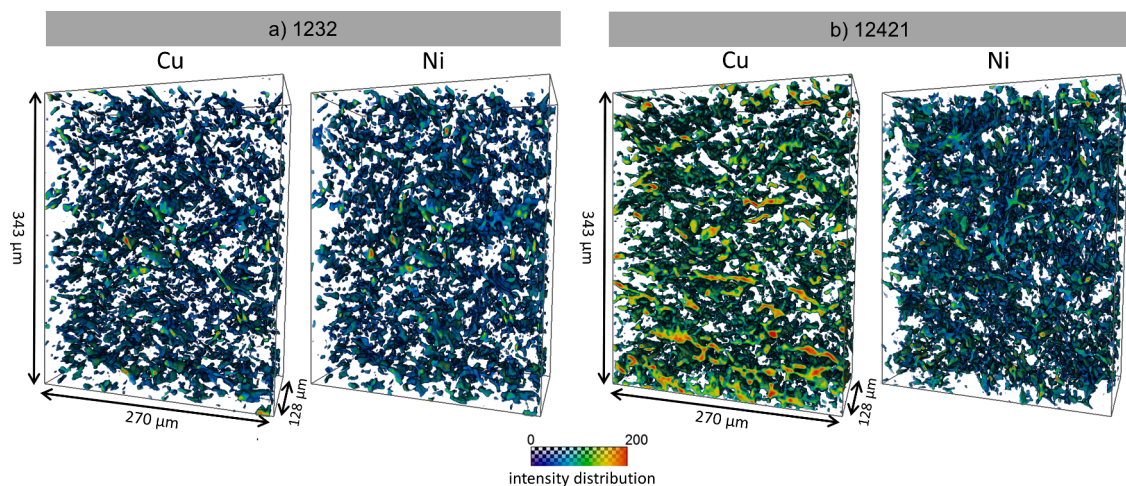 a) 1232
b) 12421
Cu
Ni
Cu
Ni
343 µm
270 µm
128 µm
343 µm
270 µm
128 µm
0
200
intensity distribution